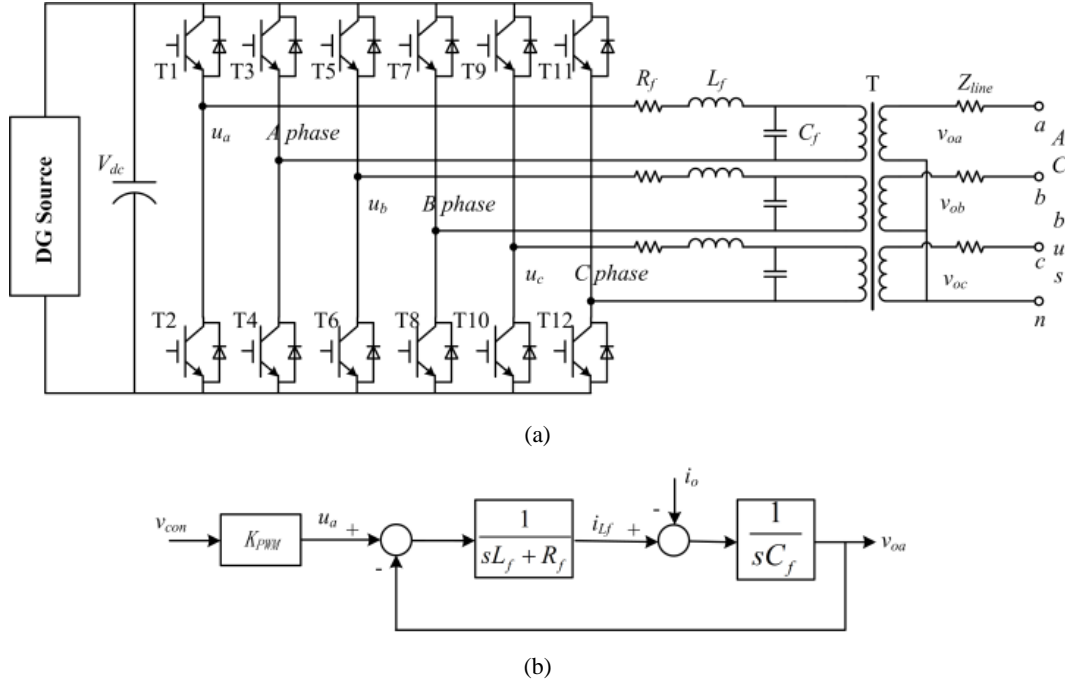 T1 T3 T5 T7 T9 T11
R_f L_f T Z_line
u_a A phase C_f v_oa a A
V_dc C
DG Source
u_b B phase v_ob b b
u_c C phase v_oc c u
s
n
T2 T4 T6 T8 T10 T12
(a)
i_o
v_con K_PWM u_a + - 1 / (sL_f + R_f) i_Lf + - 1 / (sC_f) v_oa
(b)